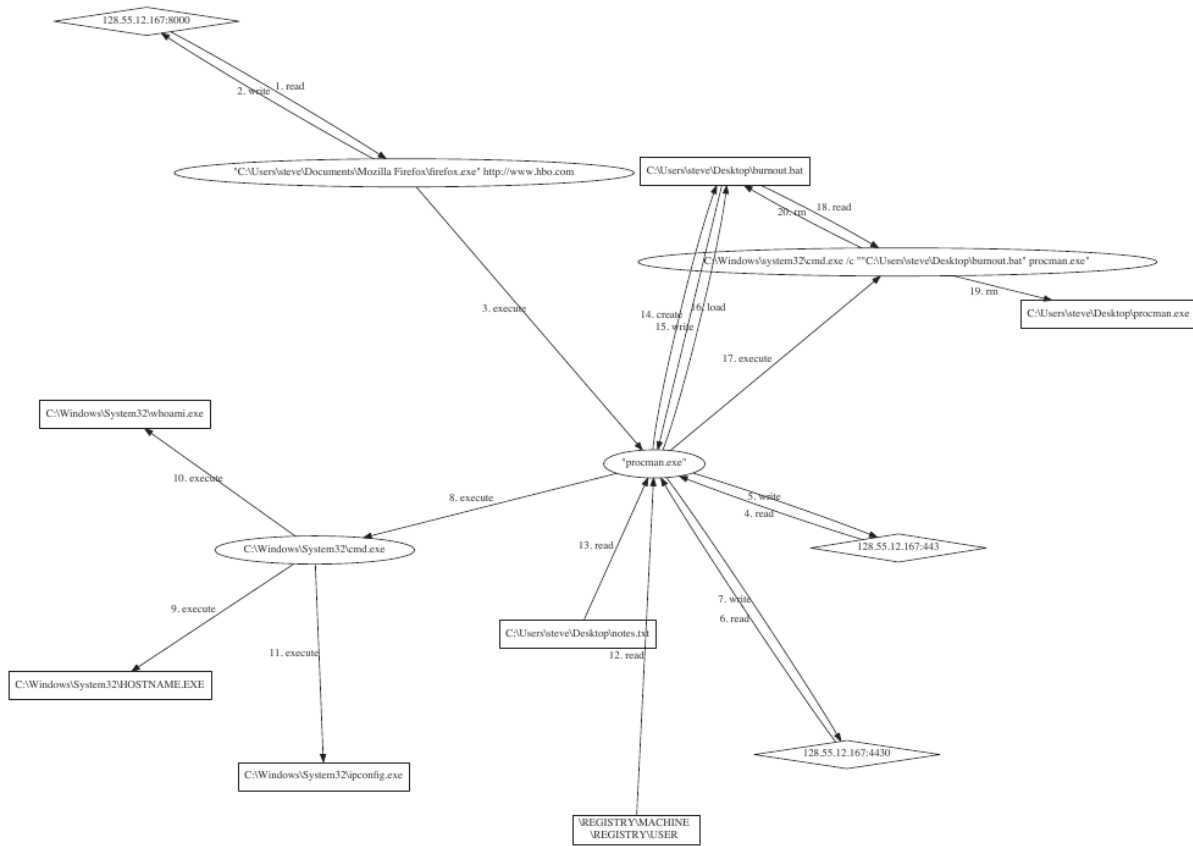 128.55.12.167:8000
1. read
2. write
"C:\Users\steve\Documents\Mozilla Firefox\firefox.exe" http://www.hbo.com
C:\Users\steve\Desktop\burnout.bat
18. read
20. rm
C:\Windows\system32\cmd.exe /c ""C:\Users\steve\Desktop\burnout.bat" procman.exe"
19. rm
C:\Users\steve\Desktop\procman.exe
3. execute
14. create
16. load
15. write
17. execute
C:\Windows\System32\whoami.exe
"procman.exe"
10. execute
8. execute
5. write
4. read
C:\Windows\System32\cmd.exe
13. read
128.55.12.167:443
9. execute
7. write
6. read
C:\Users\steve\Desktop\notes.txt
11. execute
12. read
C:\Windows\System32\HOSTNAME.EXE
128.55.12.167:4430
C:\Windows\System32\ipconfig.exe
\REGISTRY\MACHINE
\REGISTRY\USER